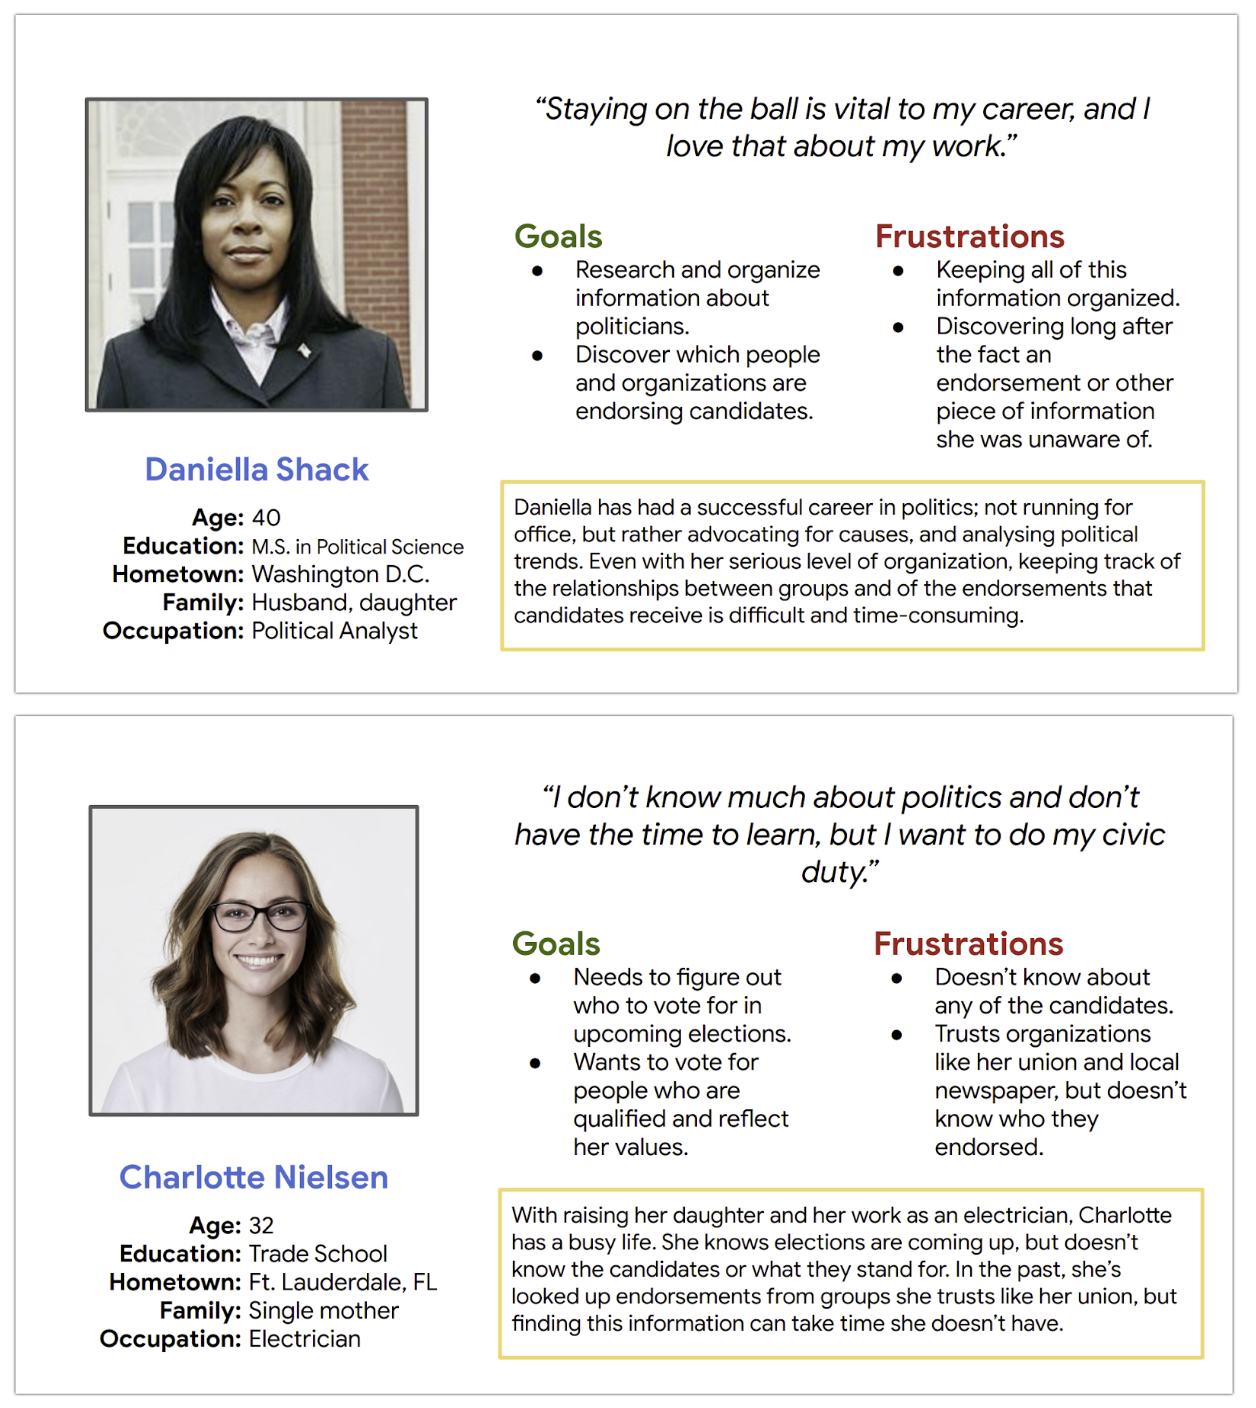 “Staying on the ball is vital to my career, and I
love that about my work.”
Goals
● Research and organize
information about
politicians.
● Discover which people
and organizations are
endorsing candidates.
Frustrations
● Keeping all of this
information organized.
● Discovering long after
the fact an
endorsement or other
piece of information
she was unaware of.
Daniella Shack
Age: 40
Education: M.S. in Political Science
Hometown: Washington D.C.
Family: Husband, daughter
Occupation: Political Analyst
Daniella has had a successful career in politics; not running for
office, but rather advocating for causes, and analysing political
trends. Even with her serious level of organization, keeping track of
the relationships between groups and of the endorsements that
candidates receive is difficult and time-consuming.
“I don’t know much about politics and don’t
have the time to learn, but I want to do my civic
duty.”
Goals
● Needs to figure out
who to vote for in
upcoming elections.
● Wants to vote for
people who are
qualified and reflect
her values.
Frustrations
● Doesn’t know about
any of the candidates.
● Trusts organizations
like her union and local
newspaper, but doesn’t
know who they
endorsed.
Charlotte Nielsen
Age: 32
Education: Trade School
Hometown: Ft. Lauderdale, FL
Family: Single mother
Occupation: Electrician
With raising her daughter and her work as an electrician, Charlotte
has a busy life. She knows elections are coming up, but doesn’t
know the candidates or what they stand for. In the past, she’s
looked up endorsements from groups she trusts like her union, but
finding this information can take time she doesn’t have.